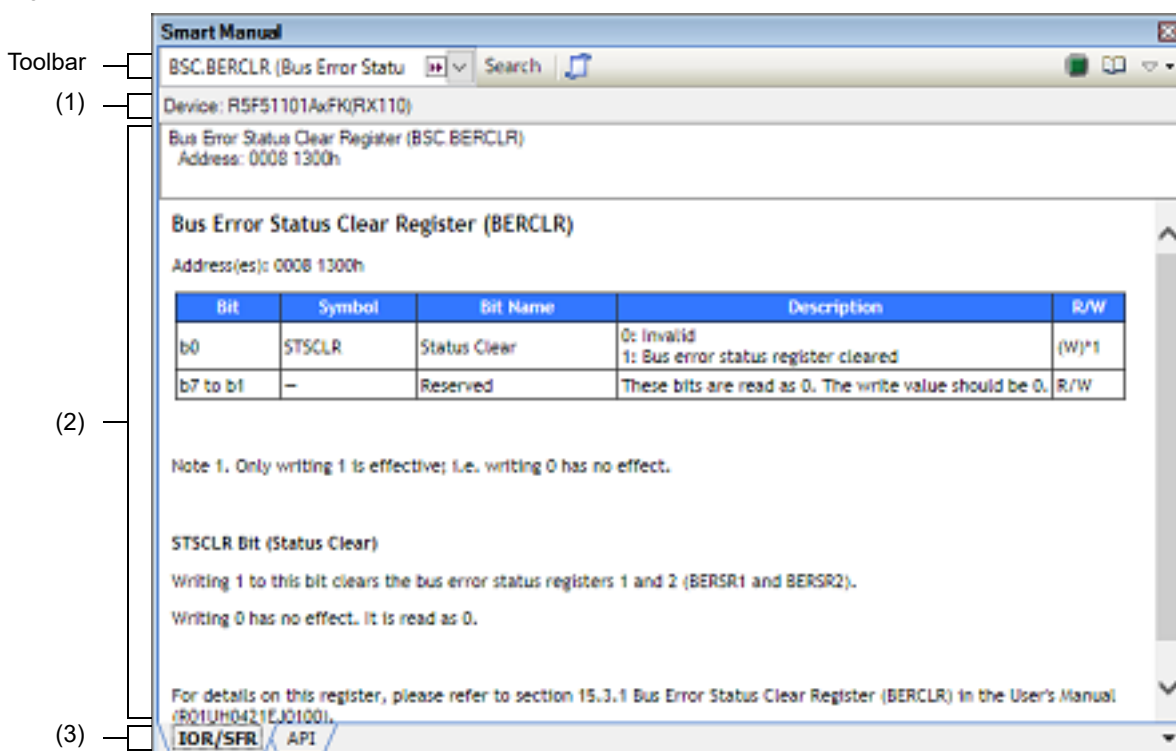 Smart Manual
Toolbar
BSC.BERCLR (Bus Error Statu Search
(1)
Device: R5F51101AxFK(RX110)
Bus Error Status Clear Register (BSC.BERCLR)
Address: 0008 1300h
Bus Error Status Clear Register (BERCLR)
Address(es): 0008 1300h
Bit Symbol Bit Name Description R/W
b0 STSCLR Status Clear 0: Invalid
1: Bus error status register cleared (W)*1
b7 to b1 — Reserved These bits are read as 0. The write value should be 0. R/W
(2)
Note 1. Only writing 1 is effective; i.e. writing 0 has no effect.
STSCLR Bit (Status Clear)
Writing 1 to this bit clears the bus error status registers 1 and 2 (BERSR1 and BERSR2).
Writing 0 has no effect. It is read as 0.
For details on this register, please refer to section 15.3.1 Bus Error Status Clear Register (BERCLR) in the User's Manual
(R01UH0421EJ0100).
(3)
IOR/SFR API